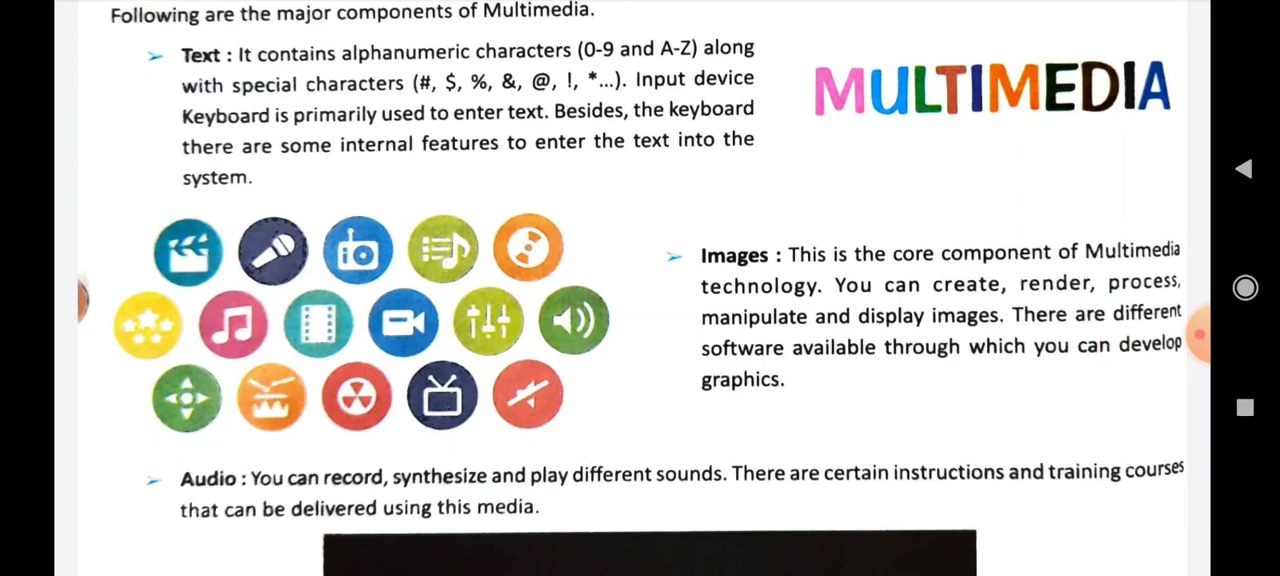 Following are the major components of Multimedia.
➢ Text : It contains alphanumeric characters (0-9 and A-Z) along
with special characters (#, $, %, &, @, !, *...). Input device
Keyboard is primarily used to enter text. Besides, the keyboard
there are some internal features to enter the text into the
system.
MULTIMEDIA
➢ Images : This is the core component of Multimedia
technology. You can create, render, process,
manipulate and display images. There are different
software available through which you can develop
graphics.
➢ Audio : You can record, synthesize and play different sounds. There are certain instructions and training courses
that can be delivered using this media.